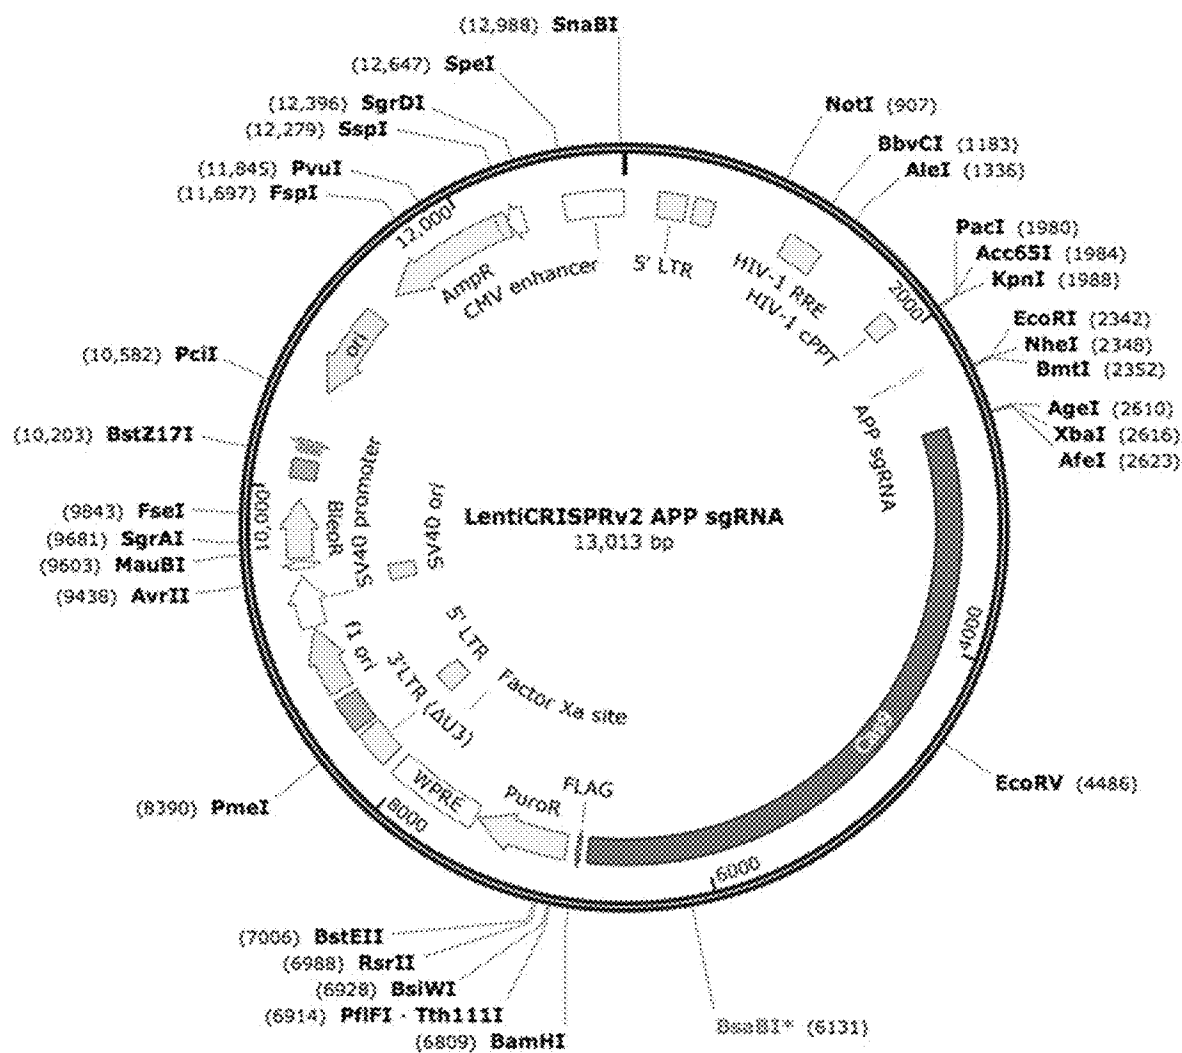 (12,988) SnaBI
(12,647) SpeI
(12,396) SgrDI
(12,279) SspI
(11,845) PvuI
(11,697) FspI
NotI (907)
BbvCI (1183)
AleI (1336)
PacI (1980)
Acc65I (1984)
KpnI (1988)
EcoRI (2342)
NheI (2348)
BmtI (2352)
AgeI (2610)
XbaI (2616)
AfeI (2623)
12,000
AmpR
CMV enhancer
5' LTR
HIV-1 RRE
HIV-1 cPPT
2000
APP sgRNA
ori
(10,582) PciI
(10,203) BstZ17I
(9843) FseI
(9681) SgrAI
(9603) MauBI
(9438) AvrII
10,000
BleoR
SV40 promoter
SV40 ori
LentiCRISPRv2 APP sgRNA
13,013 bp
4000
f1 ori
5' LTR
3'LTR (ΔU3)
Factor Xa site
EcoRV (4486)
(8390) PmeI
8000
WPRE
PuroR
FLAG
6000
(7006) BstEII
(6988) RsrII
(6928) BsiWI
(6914) PflFI · Tth111I
(6809) BamHI
BsaBI* (6131)